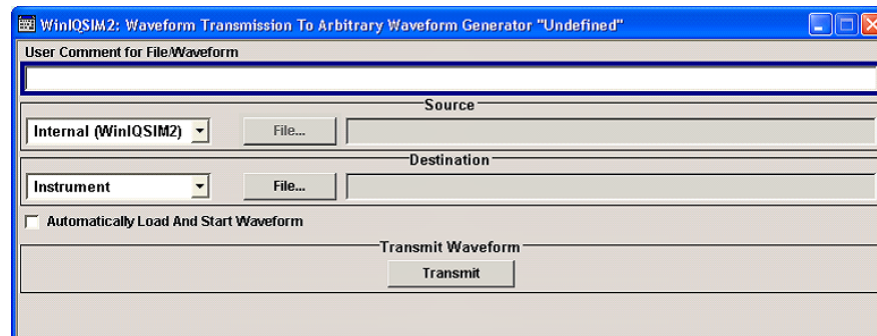 WinIQSIM2: Waveform Transmission To Arbitrary Waveform Generator "Undefined"
User Comment for File/Waveform
Source
Internal (WinIQSIM2) File...
Destination
Instrument File...
Automatically Load And Start Waveform
Transmit Waveform
Transmit